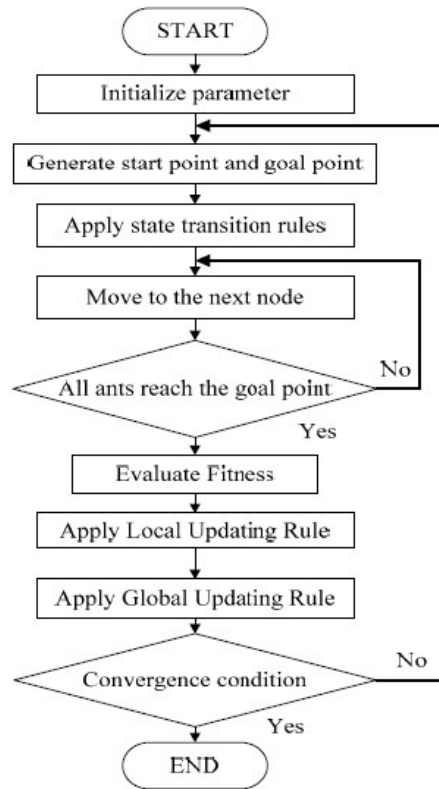 START
Initialize parameter
Generate start point and goal point
Apply state transition rules
Move to the next node
All ants reach the goal point
No
Yes
Evaluate Fitness
Apply Local Updating Rule
Apply Global Updating Rule
Convergence condition
No
Yes
END